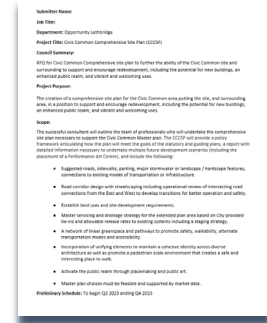 Submitter Name:
Job Title:
Department: Opportunity Lethbridge
Project Title: Civic Common Comprehensive Site Plan (CCCSP)
Council Summary:
RFQ for Civic Common Comprehensive site plan to further the ability of the Civic Common site and
surrounding to support and encourage redevelopment, including the potential for new buildings, an
enhanced public realm, and vibrant and welcoming uses.
Project Purpose:
The creation of a comprehensive site plan for the Civic Common area putting the site, and surrounding
area, in a position to support and encourage redevelopment, including the potential for new buildings,
an enhanced public realm, and vibrant and welcoming uses.
Scope:
The successful consultant will outline the team of professionals who will undertake the comprehensive
site plan necessary to support the Civic Common Master plan. The CCCSP will provide a policy
framework articulating how the plan will meet the goals of the statutory and guiding plans, a report with
detailed information necessary to undertake multiple future development scenarios (including the
placement of a Performance Art Centre), and include the following:
• Suggested roads, sidewalks, parking, major stormwater or landscape / landscape features,
connections to existing modes of transportation or infrastructure.
• Road corridor design with streetscaping including operational review of intersecting road
connections from the East and West to develop transitions for better operation and safety.
• Establish land uses and site development requirements.
• Master servicing and drainage strategy for the extended plan area based on City provided
tie-ins and allowable release rates to existing systems including a staging strategy.
• A network of linear greenspace and pathways to promote safety, walkability, alternate
transportation modes and accessibility.
• Incorporation of unifying elements to maintain a cohesive identity across diverse
architecture as well as promote a pedestrian scale environment that creates a safe and
interesting place to walk.
• Activate the public realm through placemaking and public art.
• Master plan choices must be feasible and supported by market data.
Preliminary Schedule: To begin Q3 2023 ending Q4 2023